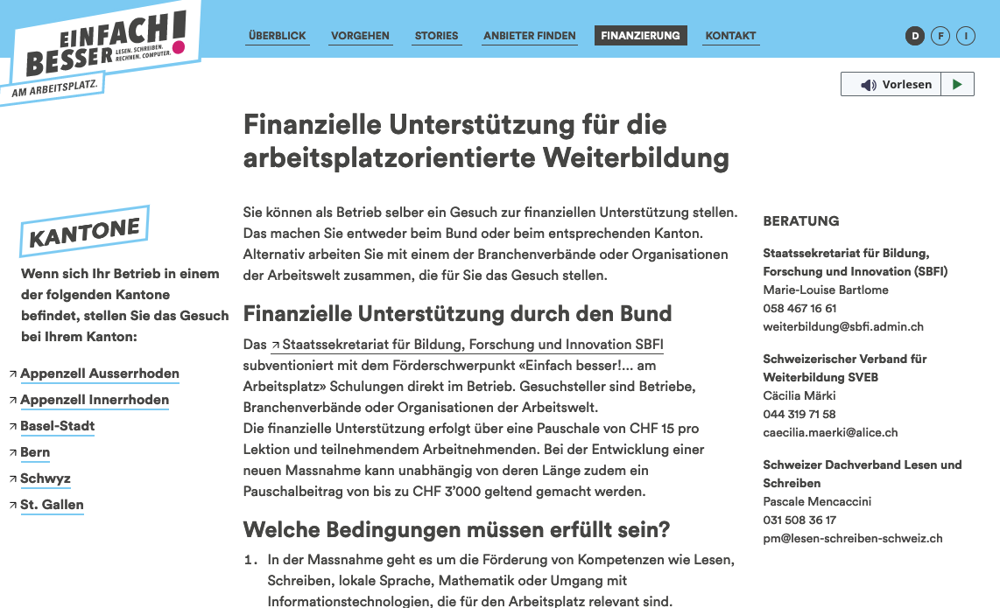 EINFACH
BESSER!
LESEN. SCHREIBEN.
RECHNEN. COMPUTER.
AM ARBEITSPLATZ.
ÜBERBLICK
VORGEHEN
STORIES
ANBIETER FINDEN
FINANZIERUNG
KONTAKT
D
F
I
Vorlesen
Finanzielle Unterstützung für die
arbeitsplatzorientierte Weiterbildung
KANTONE
Wenn sich Ihr Betrieb in einem
der folgenden Kantone
befindet, stellen Sie das Gesuch
bei Ihrem Kanton:
Appenzell Ausserrhoden
Appenzell Innerrhoden
Basel-Stadt
Bern
Schwyz
St. Gallen
Sie können als Betrieb selber ein Gesuch zur finanziellen Unterstützung stellen.
Das machen Sie entweder beim Bund oder beim entsprechenden Kanton.
Alternativ arbeiten Sie mit einem der Branchenverbände oder Organisationen
der Arbeitswelt zusammen, die für Sie das Gesuch stellen.
Finanzielle Unterstützung durch den Bund
Das Staatssekretariat für Bildung, Forschung und Innovation SBFI
subventioniert mit dem Förderschwerpunkt «Einfach besser!... am
Arbeitsplatz» Schulungen direkt im Betrieb. Gesuchsteller sind Betriebe,
Branchenverbände oder Organisationen der Arbeitswelt.
Die finanzielle Unterstützung erfolgt über eine Pauschale von CHF 15 pro
Lektion und teilnehmendem Arbeitnehmenden. Bei der Entwicklung einer
neuen Massnahme kann unabhängig von deren Länge zudem ein
Pauschalbeitrag von bis zu CHF 3’000 geltend gemacht werden.
Welche Bedingungen müssen erfüllt sein?
1. In der Massnahme geht es um die Förderung von Kompetenzen wie Lesen,
Schreiben, lokale Sprache, Mathematik oder Umgang mit
Informationstechnologien, die für den Arbeitsplatz relevant sind.
BERATUNG
Staatssekretariat für Bildung,
Forschung und Innovation (SBFI)
Marie-Louise Bartlome
058 467 16 61
weiterbildung@sbfi.admin.ch
Schweizerischer Verband für
Weiterbildung SVEB
Cäcilia Märki
044 319 71 58
caecilia.maerki@alice.ch
Schweizer Dachverband Lesen und
Schreiben
Pascale Mencaccini
031 508 36 17
pm@lesen-schreiben-schweiz.ch